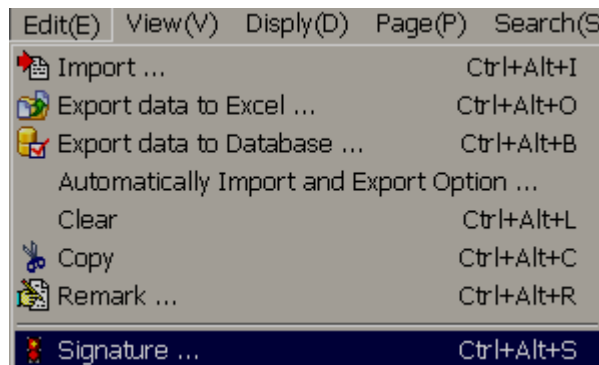 Edit(E) View(V) Disply(D) Page(P) Search(S
Import ... Ctrl+Alt+I
Export data to Excel ... Ctrl+Alt+O
Export data to Database ... Ctrl+Alt+B
Automatically Import and Export Option ...
Clear Ctrl+Alt+L
Copy Ctrl+Alt+C
Remark ... Ctrl+Alt+R
Signature ... Ctrl+Alt+S